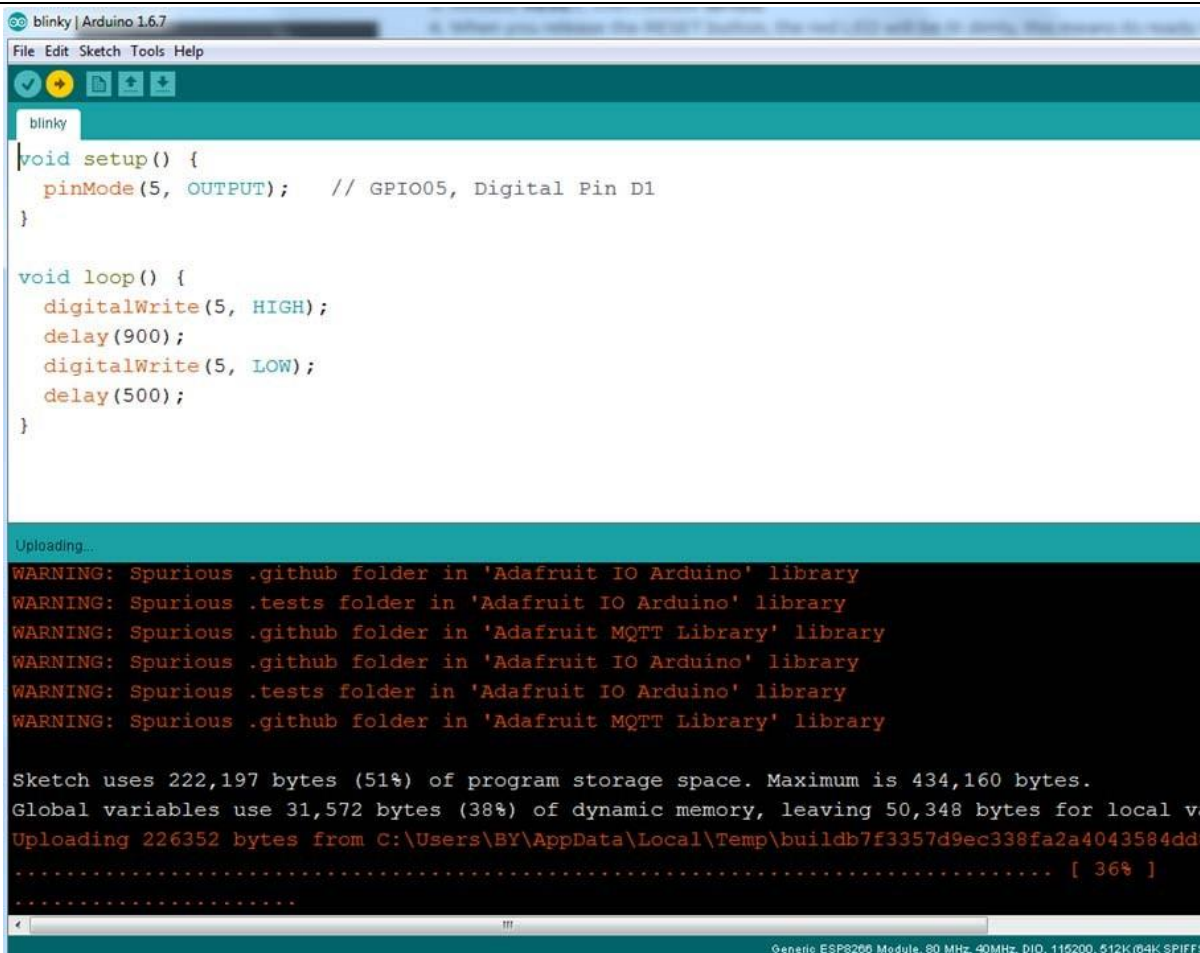 blinky | Arduino 1.6.7
File Edit Sketch Tools Help
blinky
void setup() {
  pinMode(5, OUTPUT);   // GPIO05, Digital Pin D1
}
void loop() {
  digitalWrite(5, HIGH);
  delay(900);
  digitalWrite(5, LOW);
  delay(500);
}
Uploading...
WARNING: Spurious .github folder in 'Adafruit IO Arduino' library
WARNING: Spurious .tests folder in 'Adafruit IO Arduino' library
WARNING: Spurious .github folder in 'Adafruit MQTT Library' library
WARNING: Spurious .github folder in 'Adafruit IO Arduino' library
WARNING: Spurious .tests folder in 'Adafruit IO Arduino' library
WARNING: Spurious .github folder in 'Adafruit MQTT Library' library
Sketch uses 222,197 bytes (51%) of program storage space. Maximum is 434,160 bytes.
Global variables use 31,572 bytes (38%) of dynamic memory, leaving 50,348 bytes for local va
Uploading 226352 bytes from C:\Users\BY\AppData\Local\Temp\buildb7f3357d9ec338fa2a4043584dd
................................................................................ [ 36% ]
......................
Generic ESP8266 Module, 80 MHz, 40MHz, DIO, 115200, 512K (64K SPIFFS